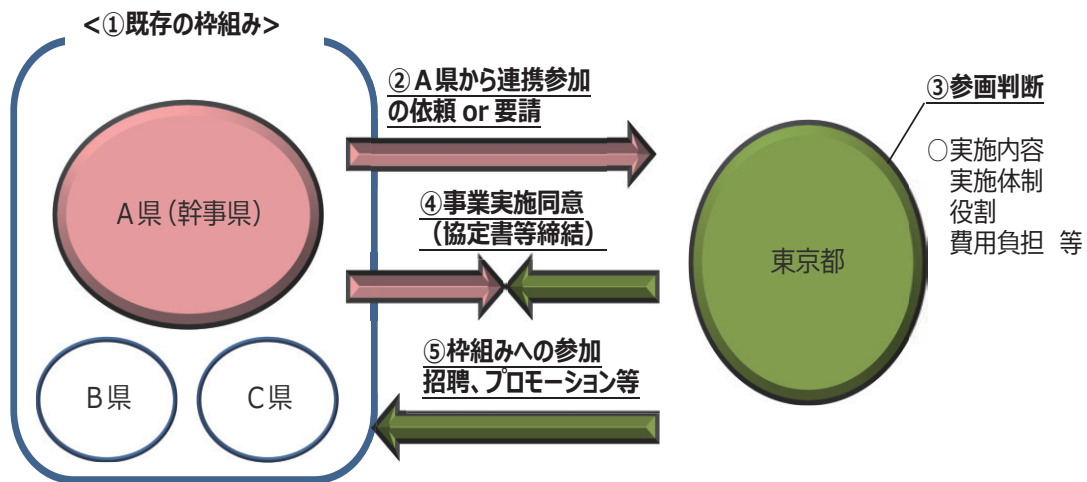 <①既存の枠組み>
A県(幹事県)
B県
C県
②A県から連携参加
の依頼 or 要請
④事業実施同意
(協定書等締結)
⑤枠組みへの参加
招聘、プロモーション等
東京都
③参画判断
○実施内容
実施体制
役割
費用負担 等